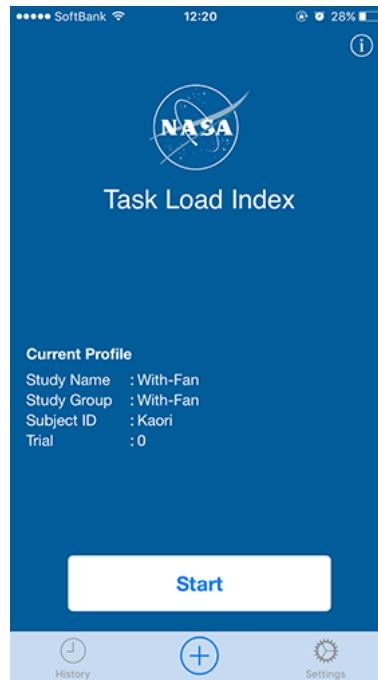 SoftBank 12:20 28%
NASA
Task Load Index
Current Profile
Study Name : With-Fan
Study Group : With-Fan
Subject ID : Kaori
Trial : 0
Start
History Settings